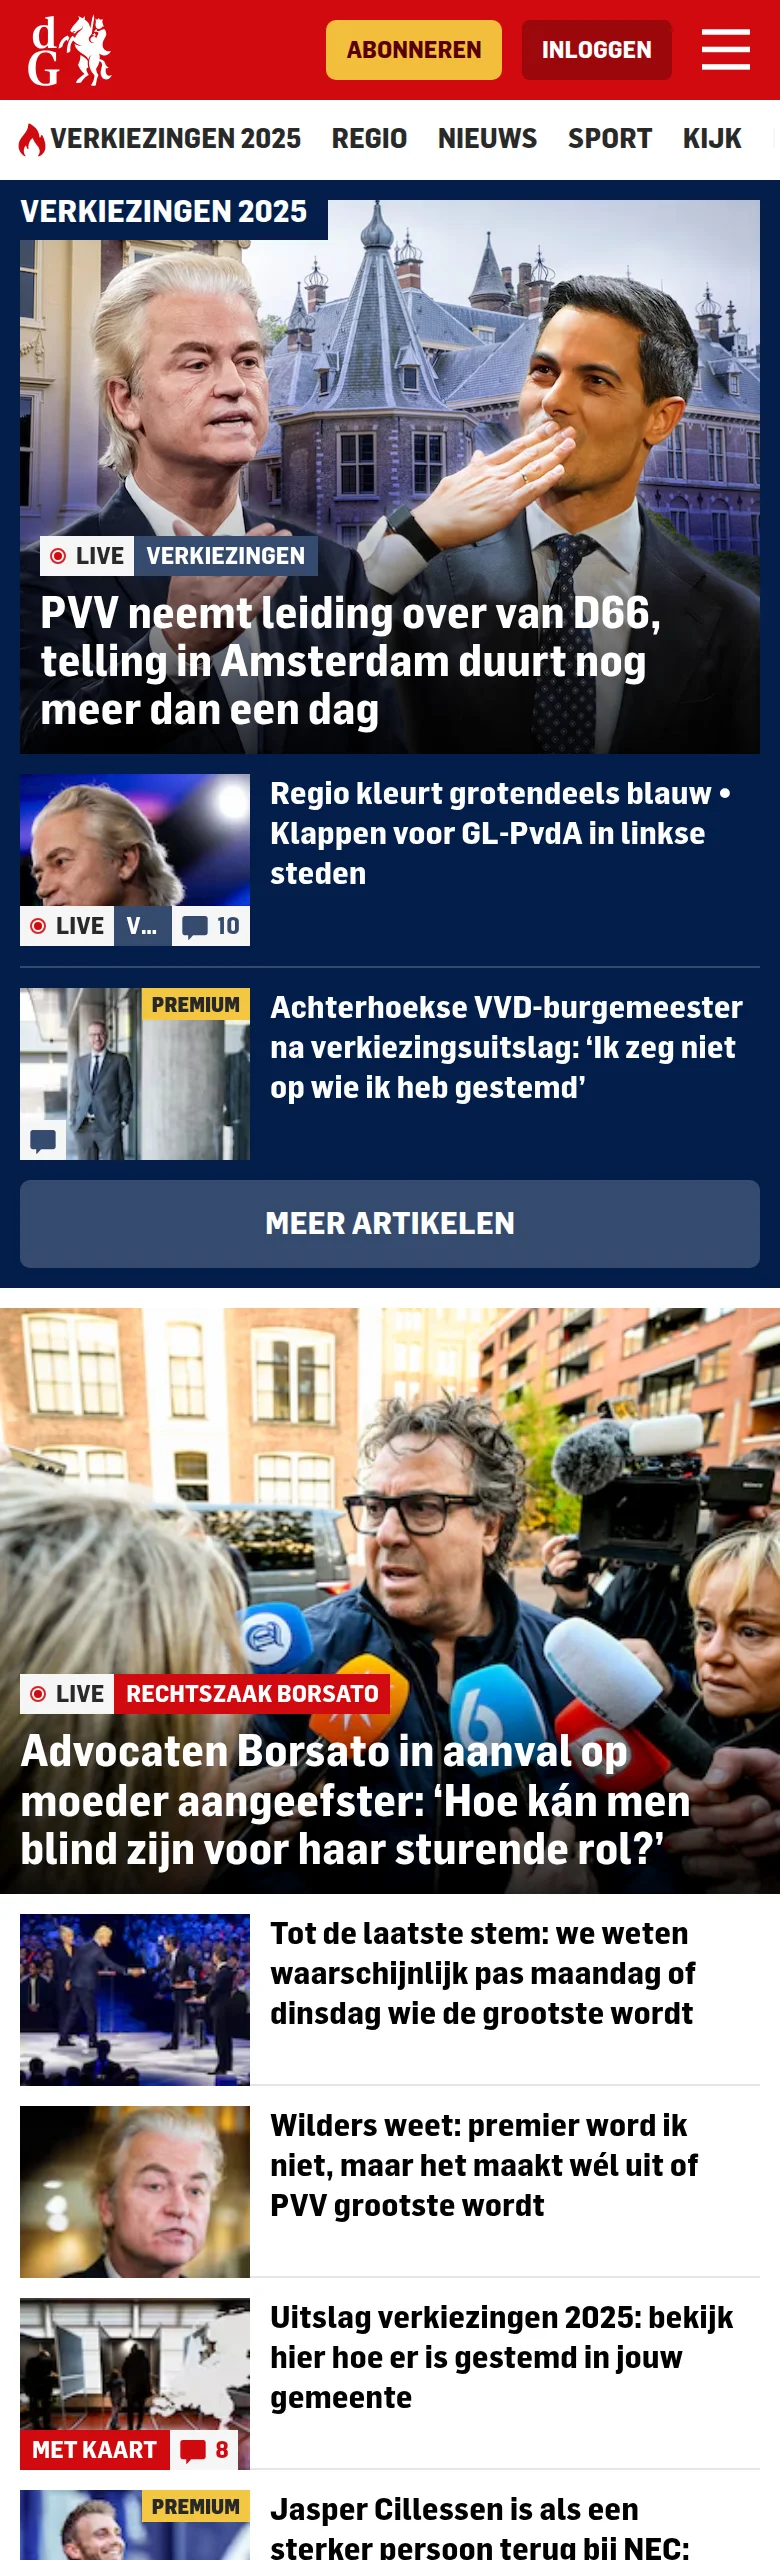 dG
ABONNEREN
INLOGGEN
VERKIEZINGEN 2025 REGIO NIEUWS SPORT KIJK
VERKIEZINGEN 2025
LIVE VERKIEZINGEN
PVV neemt leiding over van D66,
telling in Amsterdam duurt nog
meer dan een dag
Regio kleurt grotendeels blauw •
Klappen voor GL-PvdA in linkse
steden
LIVE V... 10
PREMIUM
Achterhoekse VVD-burgemeester
na verkiezingsuitslag: ‘Ik zeg niet
op wie ik heb gestemd’
MEER ARTIKELEN
6
LIVE RECHTSZAAK BORSATO
Advocaten Borsato in aanval op
moeder aangeefster: ‘Hoe kán men
blind zijn voor haar sturende rol?’
Tot de laatste stem: we weten
waarschijnlijk pas maandag of
dinsdag wie de grootste wordt
Wilders weet: premier word ik
niet, maar het maakt wél uit of
PVV grootste wordt
Uitslag verkiezingen 2025: bekijk
hier hoe er is gestemd in jouw
gemeente
MET KAART 8
PREMIUM
Jasper Cillessen is als een
sterker persoon terug bij NEC: